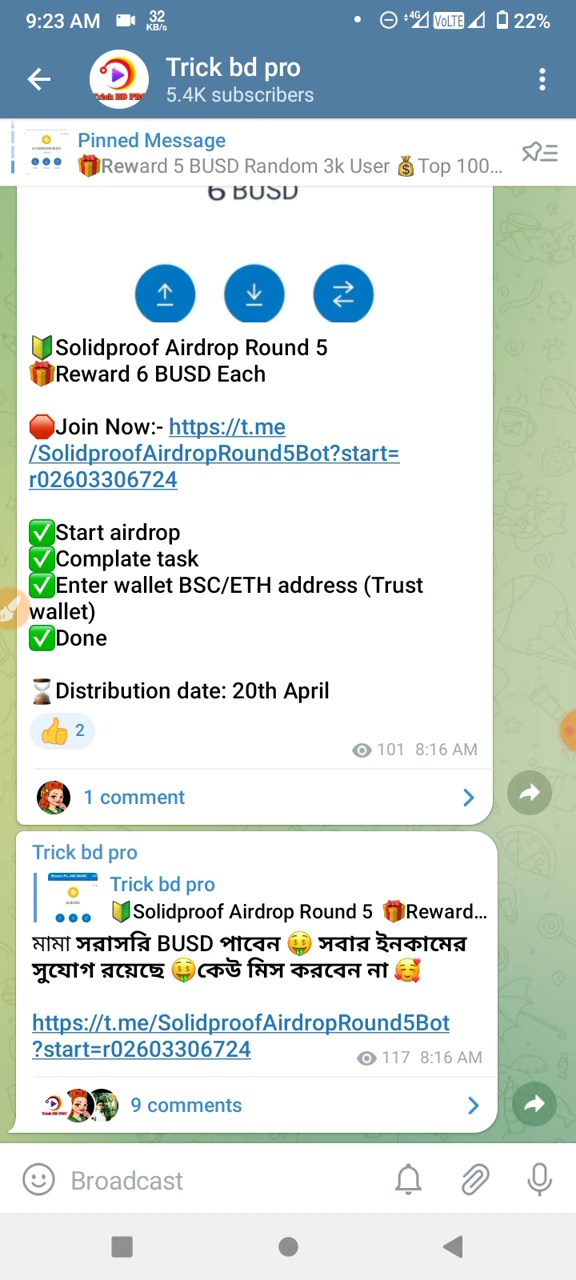 9:23 AM 32 KB/s 4G VoLTE 22%
Trick bd pro
5.4K subscribers
Pinned Message
🎁Reward 5 BUSD Random 3k User 💰Top 100...
6 BUSD
🔰Solidproof Airdrop Round 5
🎁Reward 6 BUSD Each
🛑Join Now:- https://t.me
/SolidproofAirdropRound5Bot?start=
r02603306724
✅Start airdrop
✅Complate task
✅Enter wallet BSC/ETH address (Trust
wallet)
✅Done
⏳Distribution date: 20th April
👍 2
101 8:16 AM
1 comment
Trick bd pro
Trick bd pro
🔰Solidproof Airdrop Round 5 🎁Reward...
মামা সরাসরি BUSD পাবেন 🤑 সবার ইনকামের
সুযোগ রয়েছে 🤑কেউ মিস করবেন না 🥰
https://t.me/SolidproofAirdropRound5Bot
?start=r02603306724
117 8:16 AM
9 comments
Broadcast